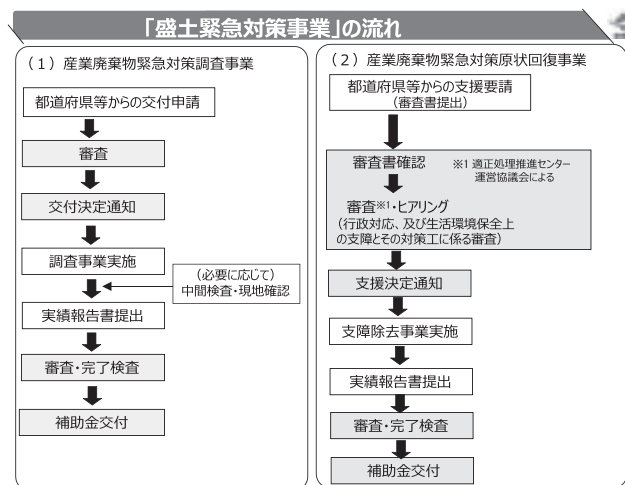 「盛土緊急対策事業」の流れ
（１）産業廃棄物緊急対策調査事業
都道府県等からの交付申請
審査
交付決定通知
調査事業実施
（必要に応じて）
中間検査・現地確認
実績報告書提出
審査・完了検査
補助金交付
（２）産業廃棄物緊急対策原状回復事業
都道府県等からの支援要請
（審査書提出）
審査書確認
※1 適正処理推進センター
運営協議会による
審査※1・ヒアリング
（行政対応、及び生活環境保全上
の支障とその対策工に係る審査）
支援決定通知
支障除去事業実施
実績報告書提出
審査・完了検査
補助金交付